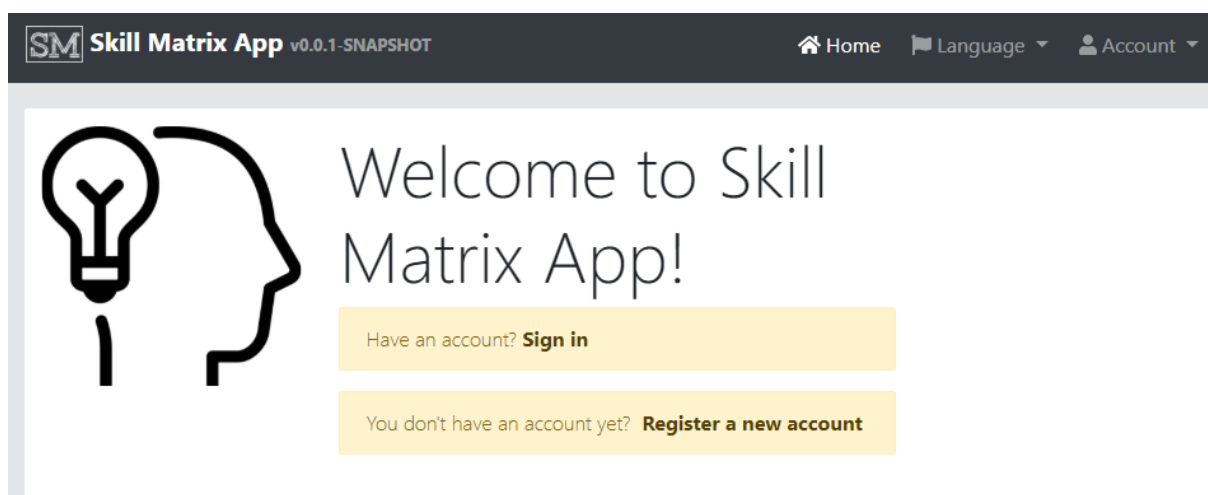 SM Skill Matrix App v0.0.1-SNAPSHOT Home Language Account
Welcome to Skill
Matrix App!
Have an account? Sign in
You don't have an account yet? Register a new account